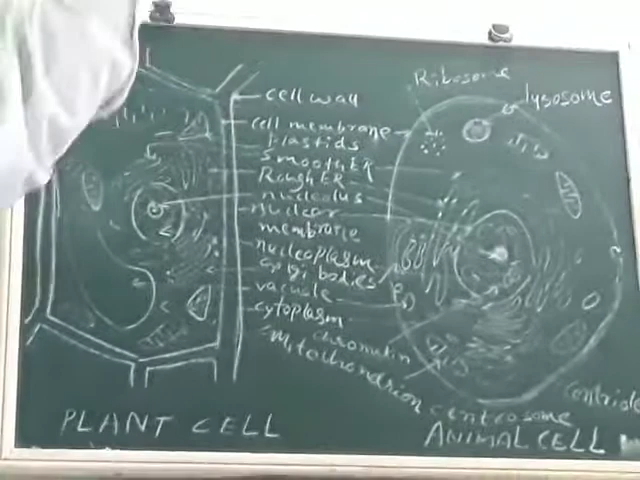 Ribosome
lysosome
cell wall
cell membrane
plastids
Smooth ER
Rough ER
nucleolus
nuclear
membrane
nucleoplasm
golgi bodies
vacuole
cytoplasm
chromatin
Mitochondrion
centrosome
centriole
PLANT CELL
ANIMAL CELL